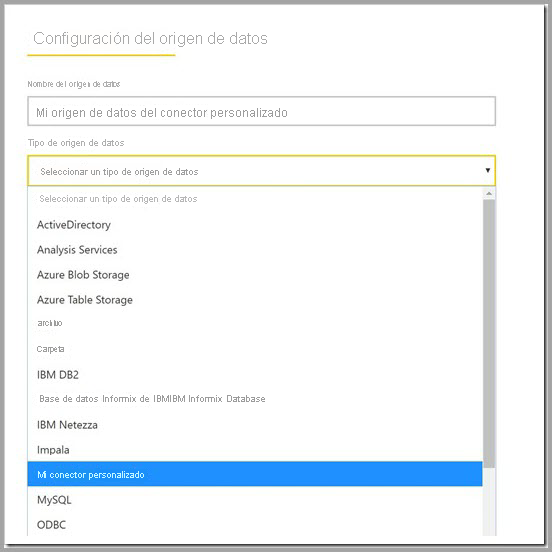 Configuración del origen de datos
Nombre del origen de datos
Mi origen de datos del conector personalizado
Tipo de origen de datos
Seleccionar un tipo de origen de datos
Seleccionar un tipo de origen de datos
ActiveDirectory
Analysis Services
Azure Blob Storage
Azure Table Storage
archivo
Carpeta
IBM DB2
Base de datos Informix de IBMIBM Informix Database
IBM Netezza
Impala
Mi conector personalizado
MySQL
ODBC